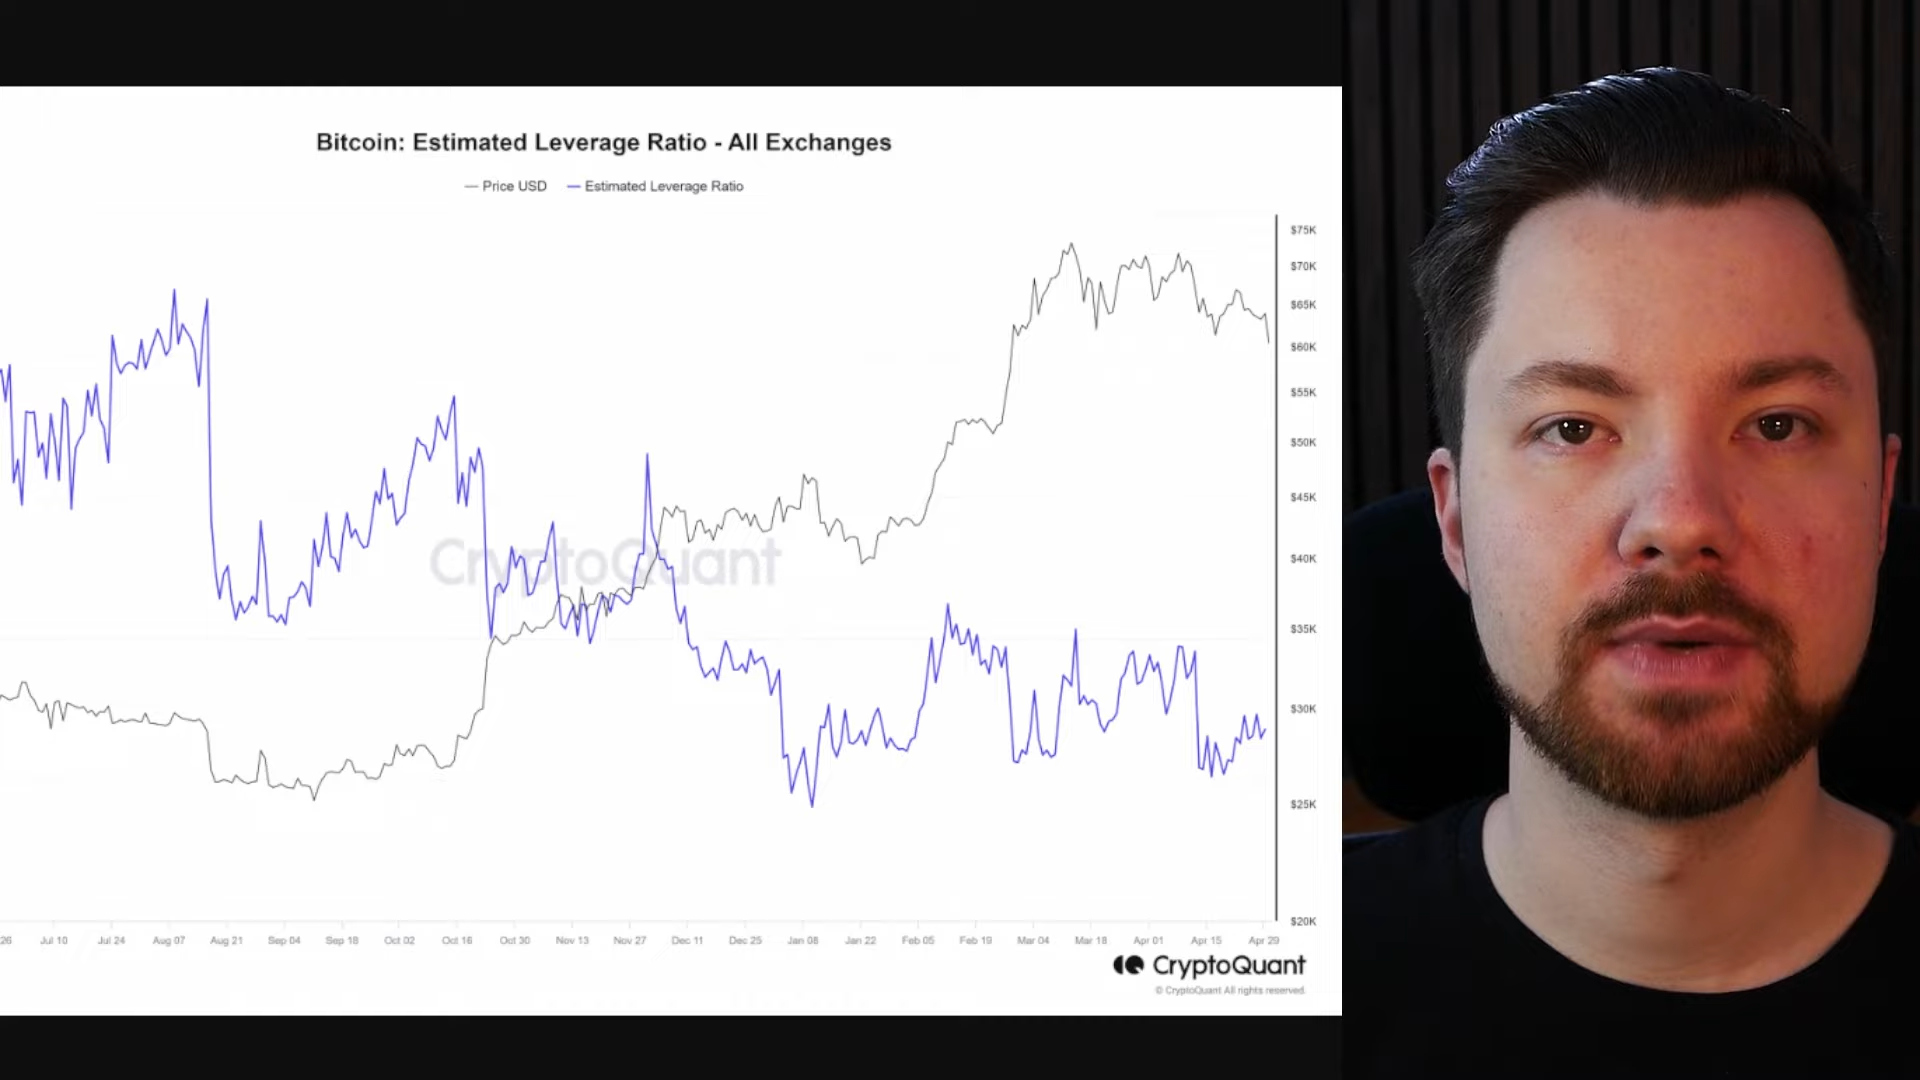 Bitcoin: Estimated Leverage Ratio - All Exchanges
Price USD Estimated Leverage Ratio
$75K
$70K
$65K
$60K
$55K
$50K
$45K
$40K
$35K
$30K
$25K
$20K
CryptoQuant
26 Jul 10 Jul 24 Aug 07 Aug 21 Sep 04 Sep 18 Oct 02 Oct 16 Oct 30 Nov 13 Nov 27 Dec 11 Dec 25 Jan 08 Jan 22 Feb 05 Feb 19 Mar 04 Mar 18 Apr 01 Apr 15 Apr 29
CryptoQuant
© CryptoQuant All rights reserved.